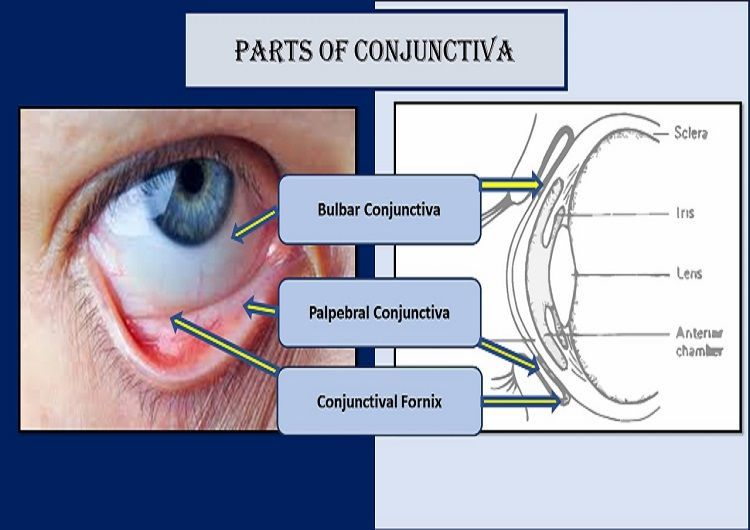 PARTS OF CONJUNCTIVA
Bulbar Conjunctiva
Palpebral Conjunctiva
Conjunctival Fornix
Sclera
Iris
Lens
Anterior
chamber